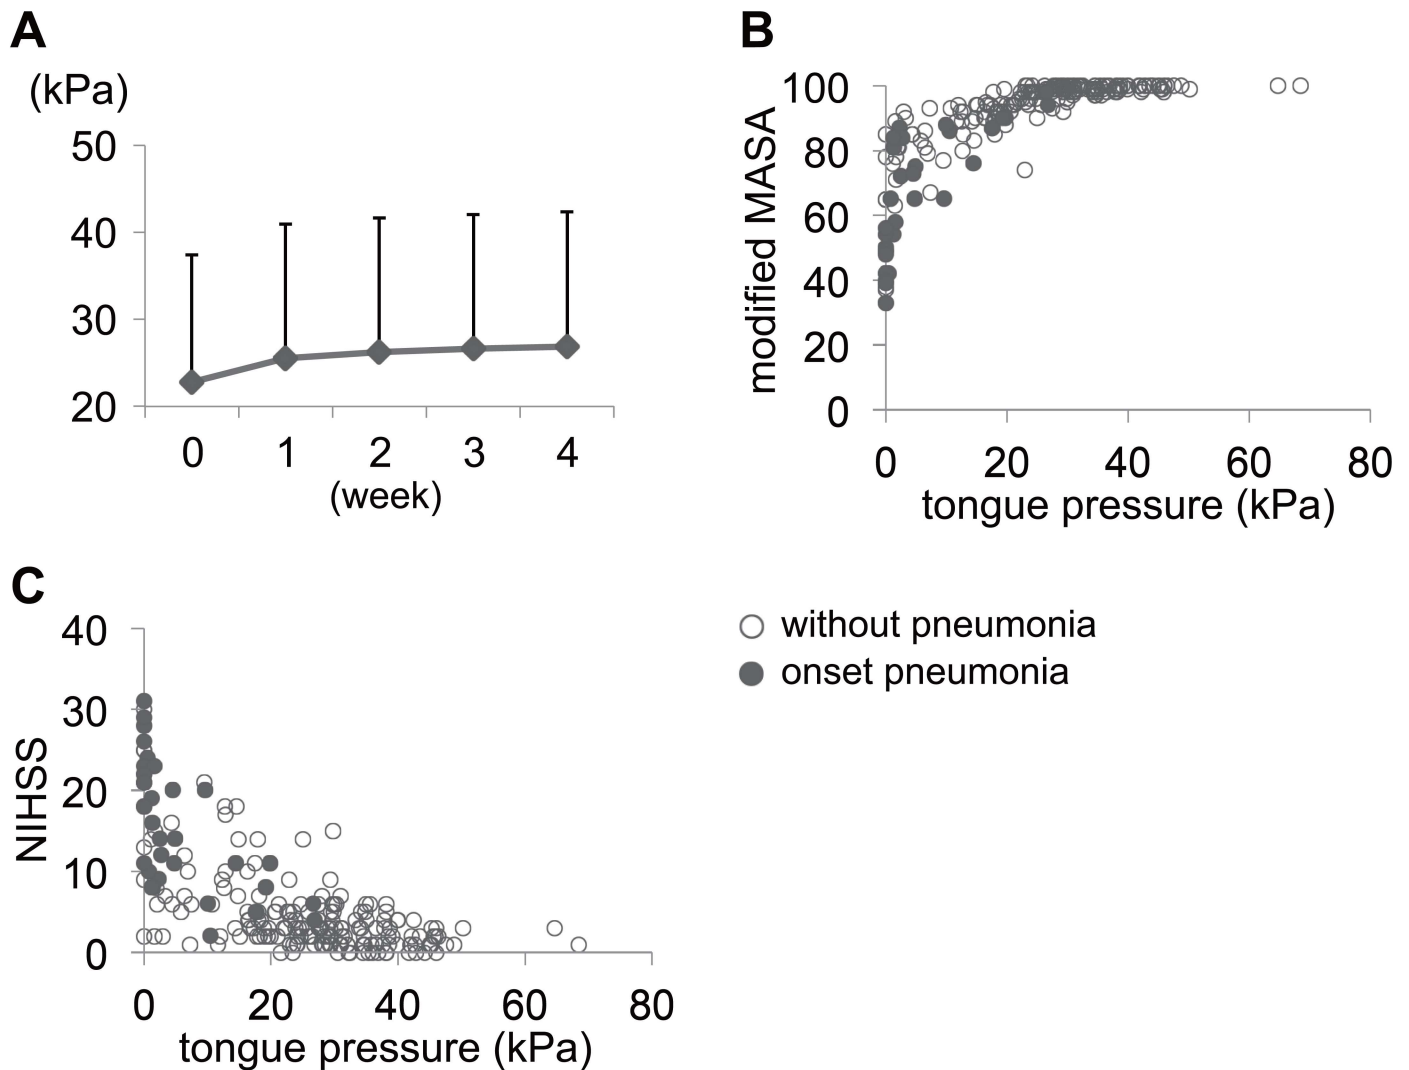 A
(kPa)
50
40
30
20
0 1 2 3 4
(week)
B
modified MASA
100
80
60
40
20
0
0 20 40 60 80
tongue pressure (kPa)
C
NIHSS
40
30
20
10
0
0 20 40 60 80
tongue pressure (kPa)
without pneumonia
onset pneumonia